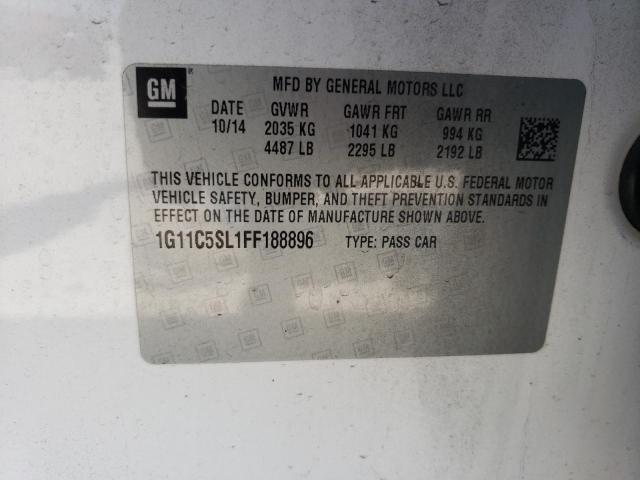 GM
MFD BY GENERAL MOTORS LLC
DATE GVWR GAWR FRT GAWR RR
10/14 2035 KG 1041 KG 994 KG
4487 LB 2295 LB 2192 LB
THIS VEHICLE CONFORMS TO ALL APPLICABLE U.S. FEDERAL MOTOR
VEHICLE SAFETY, BUMPER, AND THEFT PREVENTION STANDARDS IN
EFFECT ON THE DATE OF MANUFACTURE SHOWN ABOVE.
1G11C5SL1FF188896 TYPE: PASS CAR